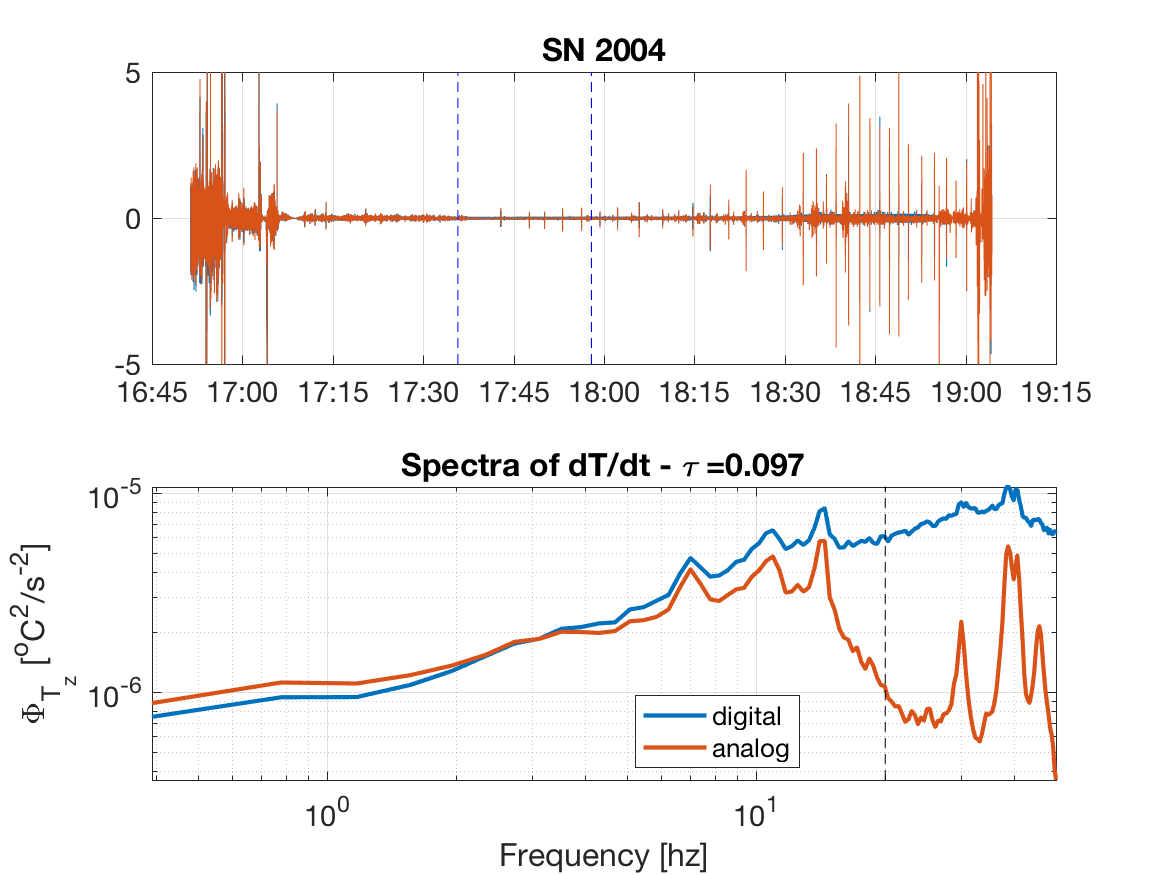 SN 2004
5
0
-5
16:45 17:00 17:15 17:30 17:45 18:00 18:15 18:30 18:45 19:00 19:15
Spectra of dT/dt - τ =0.097
10^-5
10^-6
Φ_T_z [^oC^2/s^-2]
digital
analog
10^0 10^1
Frequency [hz]